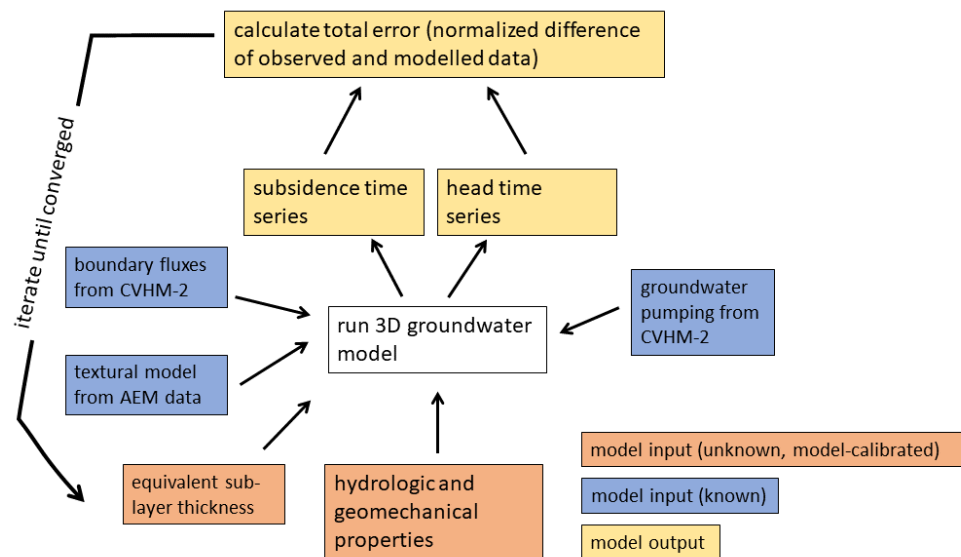 calculate total error (normalized difference
of observed and modelled data)
iterate until converged
subsidence time
series
head time
series
boundary fluxes
from CVHM-2
groundwater
pumping from
CVHM-2
run 3D groundwater
model
textural model
from AEM data
equivalent sub-
layer thickness
hydrologic and
geomechanical
properties
model input (unknown, model-calibrated)
model input (known)
model output